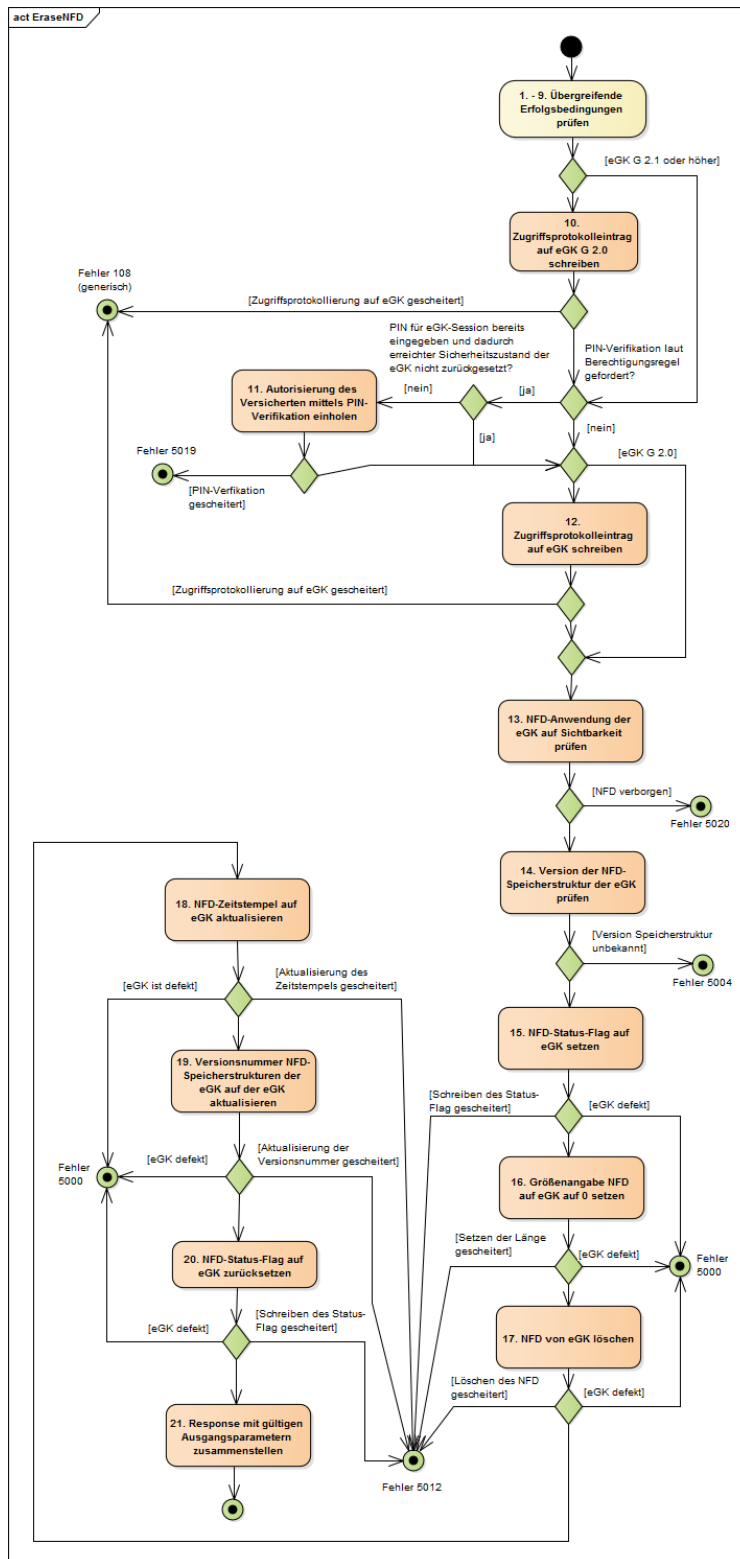 act EraseNFD
1. - 9. Übergreifende
Erfolgsbedingungen
prüfen
[eGK G 2.1 oder höher]
10.
Zugriffsprotokolleintrag
auf eGK G 2.0
schreiben
Fehler 108
(generisch)
[Zugriffsprotokollierung auf eGK gescheitert]
PIN für eGK-Session bereits
eingegeben und dadurch
erreichter Sicherheitszustand der
eGK nicht zurückgesetzt?
PIN-Verifikation laut
Berechtigungsregel
gefordert?
11. Autorisierung des
Versicherten mittels PIN-
Verifikation einholen
[nein]
[ja]
[nein]
[ja]
[eGK G 2.0]
Fehler 5019
[PIN-Verfikation
gescheitert]
12.
Zugriffsprotokolleintrag
auf eGK schreiben
[Zugriffsprotokollierung auf eGK gescheitert]
13. NFD-Anwendung der
eGK auf Sichtbarkeit
prüfen
[NFD verborgen]
Fehler 5020
14. Version der NFD-
Speicherstruktur der eGK
prüfen
[Version Speicherstruktur
unbekannt]
Fehler 5004
15. NFD-Status-Flag auf
eGK setzen
[Schreiben des Status-
Flag gescheitert]
[eGK defekt]
16. Größenangabe NFD
auf eGK auf 0 setzen
[Setzen der Länge
gescheitert]
[eGK defekt]
Fehler
5000
17. NFD von eGK löschen
[Löschen des NFD
gescheitert]
[eGK defekt]
18. NFD-Zeitstempel auf
eGK aktualisieren
[eGK ist defekt]
[Aktualisierung des
Zeitstempels gescheitert]
19. Versionsnummer NFD-
Speicherstrukturen der
eGK auf der eGK
aktualisieren
Fehler
5000
[eGK defekt]
[Aktualisierung der
Versionsnummer gescheitert]
20. NFD-Status-Flag auf
eGK zurücksetzen
[eGK defekt]
[Schreiben des Status-
Flag gescheitert]
21. Response mit gültigen
Ausgangsparametern
zusammenstellen
Fehler 5012